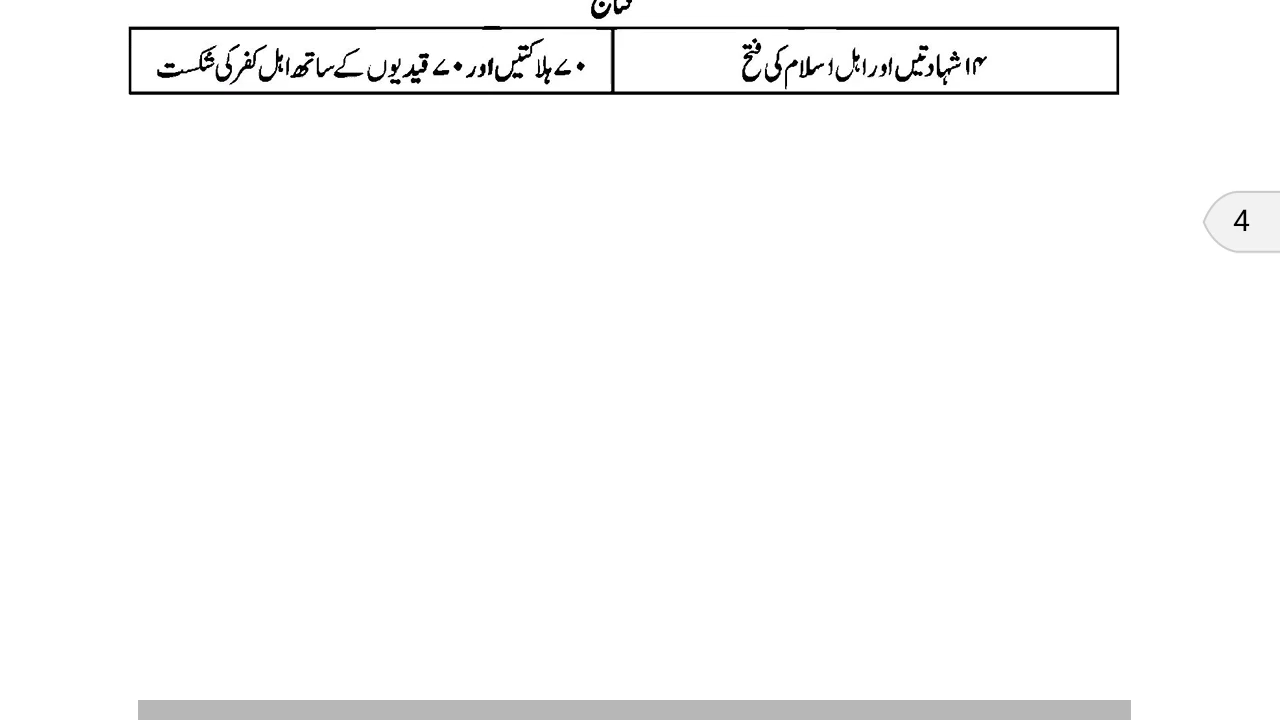 ۱۴ شہادتیں اور اہل اسلام کی فتح
۷۰ ہلاکتیں اور ۷۰ قیدیوں کے ساتھ اہل کفر کی شکست
4